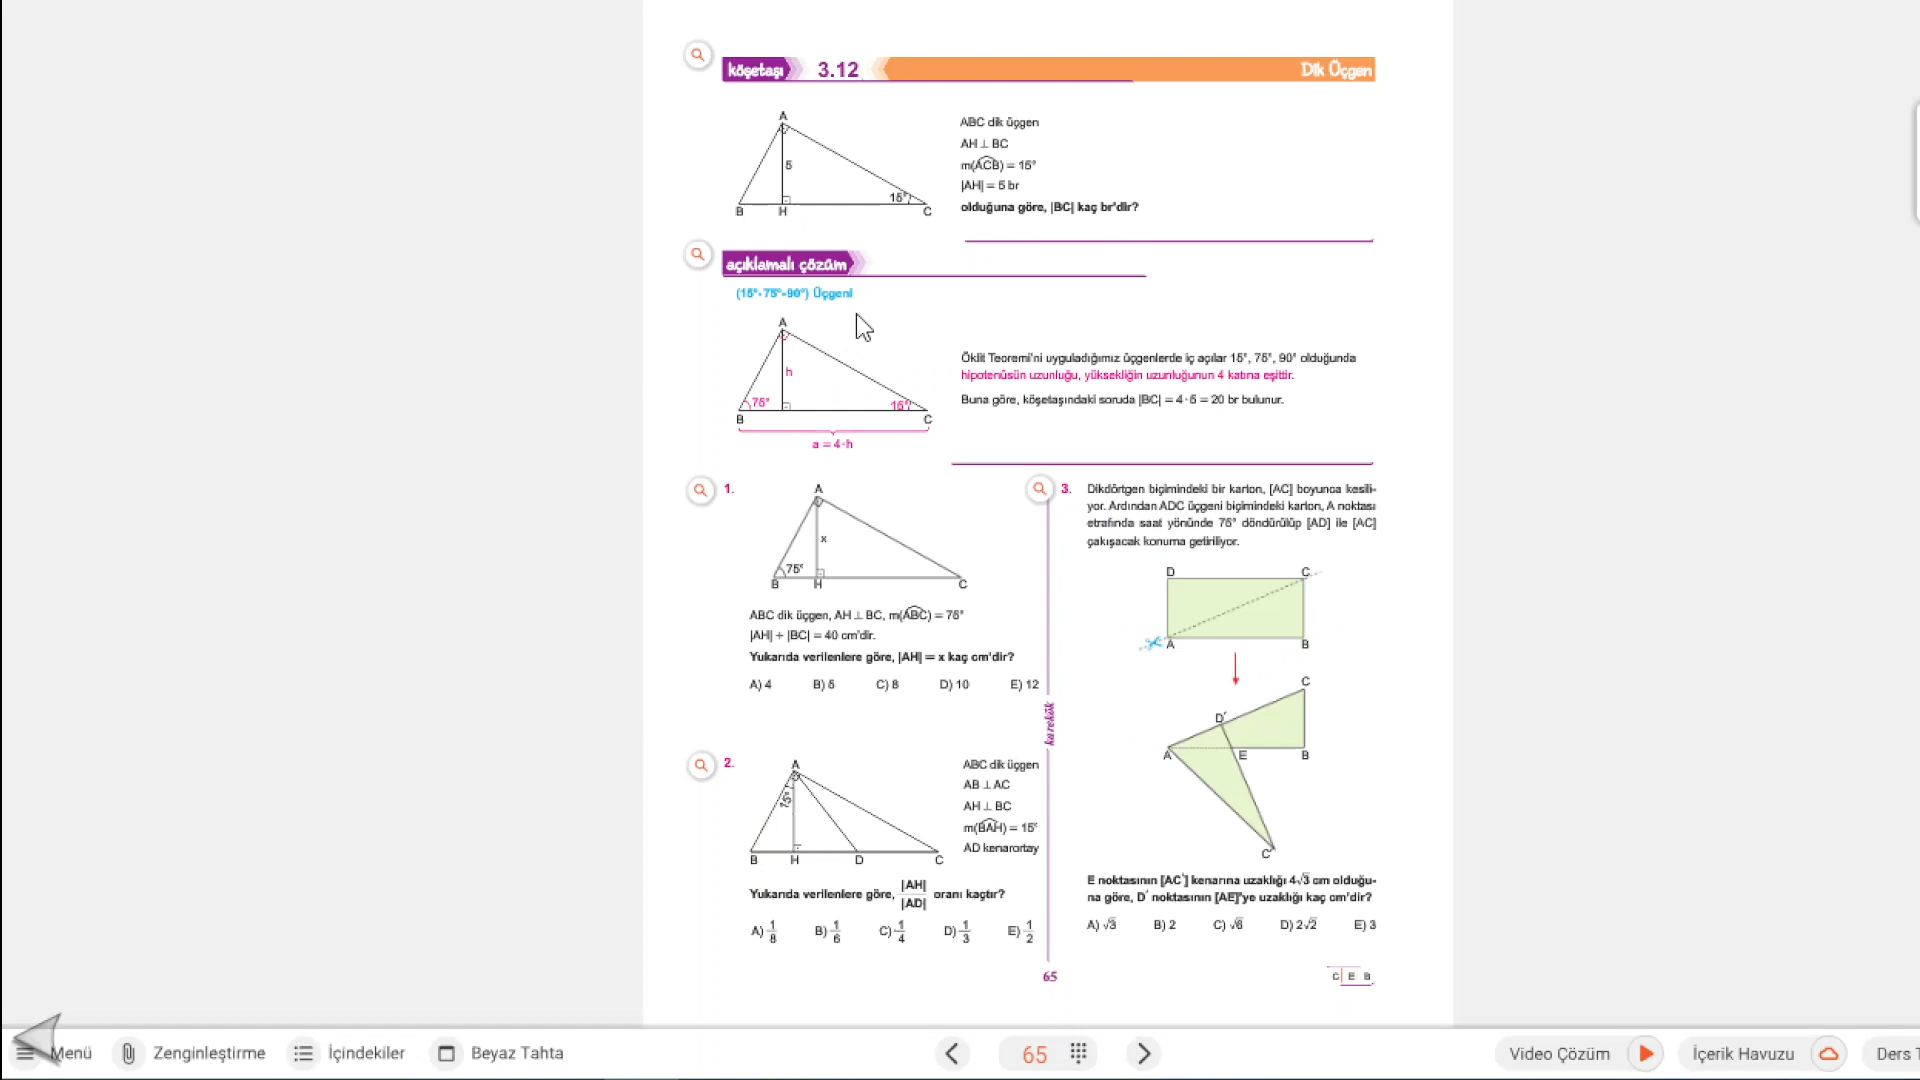 köşetaşı 3.12 Dik Üçgen
A
5
15°
B H C
ABC dik üçgen
AH ⊥ BC
m(ACB) = 15°
|AH| = 5 br
olduğuna göre, |BC| kaç br'dir?
açıklamalı çözüm
(15°-75°-90°) Üçgeni
A
h
75° 15°
B C
a = 4·h
Öklit Teoremi'ni uyguladığımız üçgenlerde iç açılar 15°, 75°, 90° olduğunda
hipotenüsün uzunluğu, yüksekliğin uzunluğunun 4 katına eşittir.
Buna göre, köşetaşındaki soruda |BC| = 4·5 = 20 br bulunur.
1.
A
x
75°
B H C
ABC dik üçgen, AH ⊥ BC, m(ABC) = 75°
|AH| + |BC| = 40 cm'dir.
Yukarıda verilenlere göre, |AH| = x kaç cm'dir?
A) 4 B) 5 C) 8 D) 10 E) 12
2.
A
15°
B H D C
ABC dik üçgen
AB ⊥ AC
AH ⊥ BC
m(BAH) = 15°
AD kenarortay
Yukarıda verilenlere göre, |AH|/|AD| oranı kaçtır?
A) 1/8 B) 1/6 C) 1/4 D) 1/3 E) 1/2
karekök
3. Dikdörtgen biçimindeki bir karton, [AC] boyunca kesili-
yor. Ardından ADC üçgeni biçimindeki karton, A noktası
etrafında saat yönünde 75° döndürülüp [AD] ile [AC]
çakışacak konuma getiriliyor.
D C
A B
C
D′
A E B
C′
E noktasının [AC′] kenarına uzaklığı 4√3 cm olduğu-
na göre, D′ noktasının [AE]'ye uzaklığı kaç cm'dir?
A) √3 B) 2 C) √6 D) 2√2 E) 3
65
C E B
Menü Zenginleştirme İçindekiler Beyaz Tahta 65 Video Çözüm İçerik Havuzu Ders